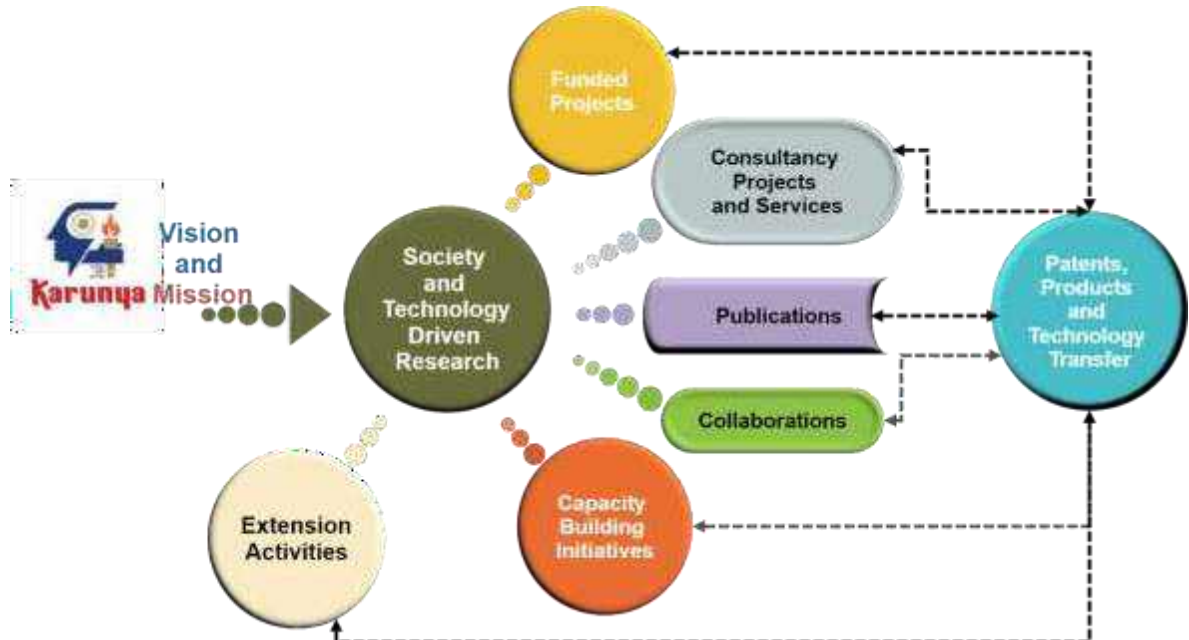 Funded
Projects
Consultancy
Projects
and Services
Vision
and
Mission
Karunya
Society
and
Technology
Driven
Research
Publications
Patents,
Products
and
Technology
Transfer
Collaborations
Extension
Activities
Capacity
Building
Initiatives